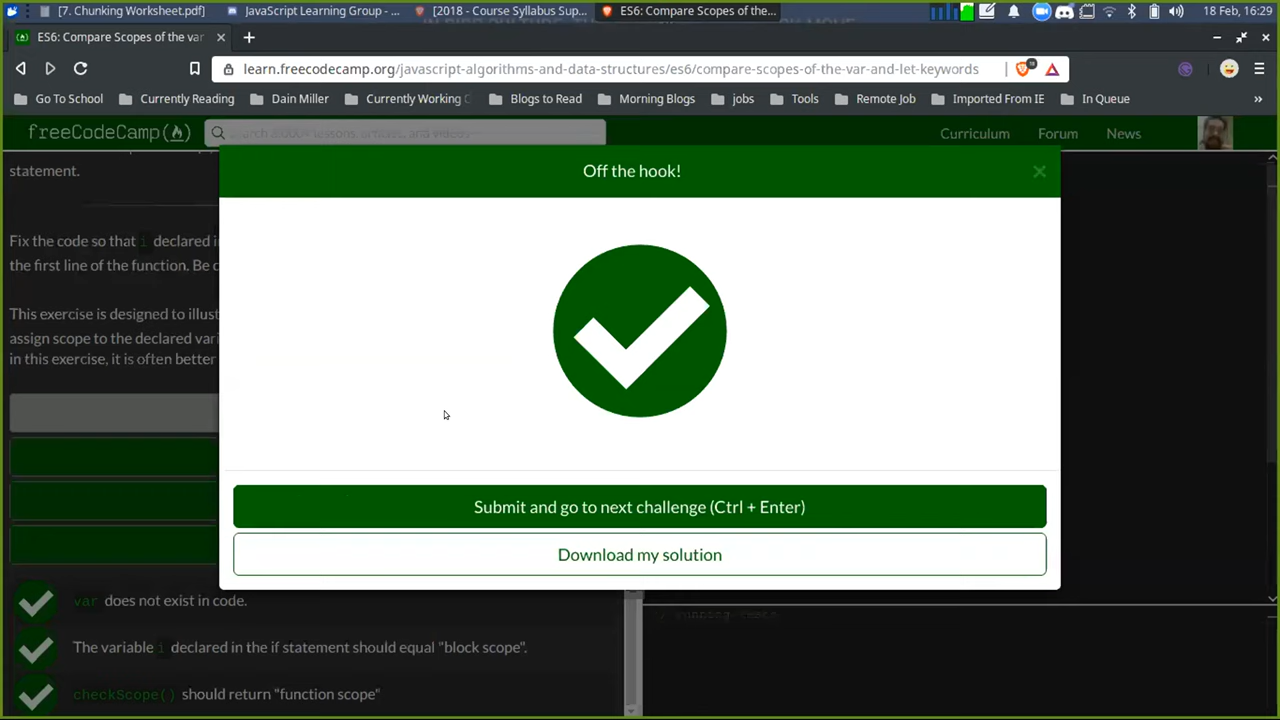 [7. Chunking Worksheet.pdf]
JavaScript Learning Group - ...
[2018 - Course Syllabus Sup...
ES6: Compare Scopes of the...
18 Feb, 16:29
ES6: Compare Scopes of the var
learn.freecodecamp.org/javascript-algorithms-and-data-structures/es6/compare-scopes-of-the-var-and-let-keywords
18
Go To School
Currently Reading
Dain Miller
Currently Working
Blogs to Read
Morning Blogs
jobs
Tools
Remote Job
Imported From IE
In Queue
»
freeCodeCamp
Curriculum
Forum
News
statement.
Off the hook!
Fix the code so that i declared i
the first line of the function. Be c
This exercise is designed to illust
assign scope to the declared vari
in this exercise, it is often better
Submit and go to next challenge (Ctrl + Enter)
Download my solution
var does not exist in code.
The variable i declared in the if statement should equal "block scope".
checkScope() should return "function scope"